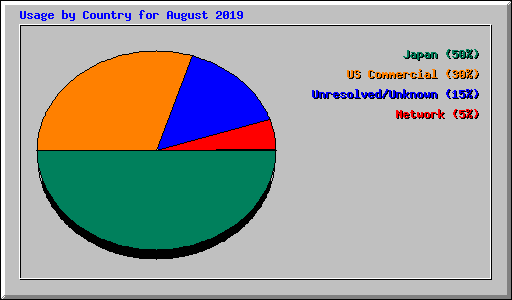 Usage by Country for August 2019
Japan (50%)
US Commercial (30%)
Unresolved/Unknown (15%)
Network (5%)